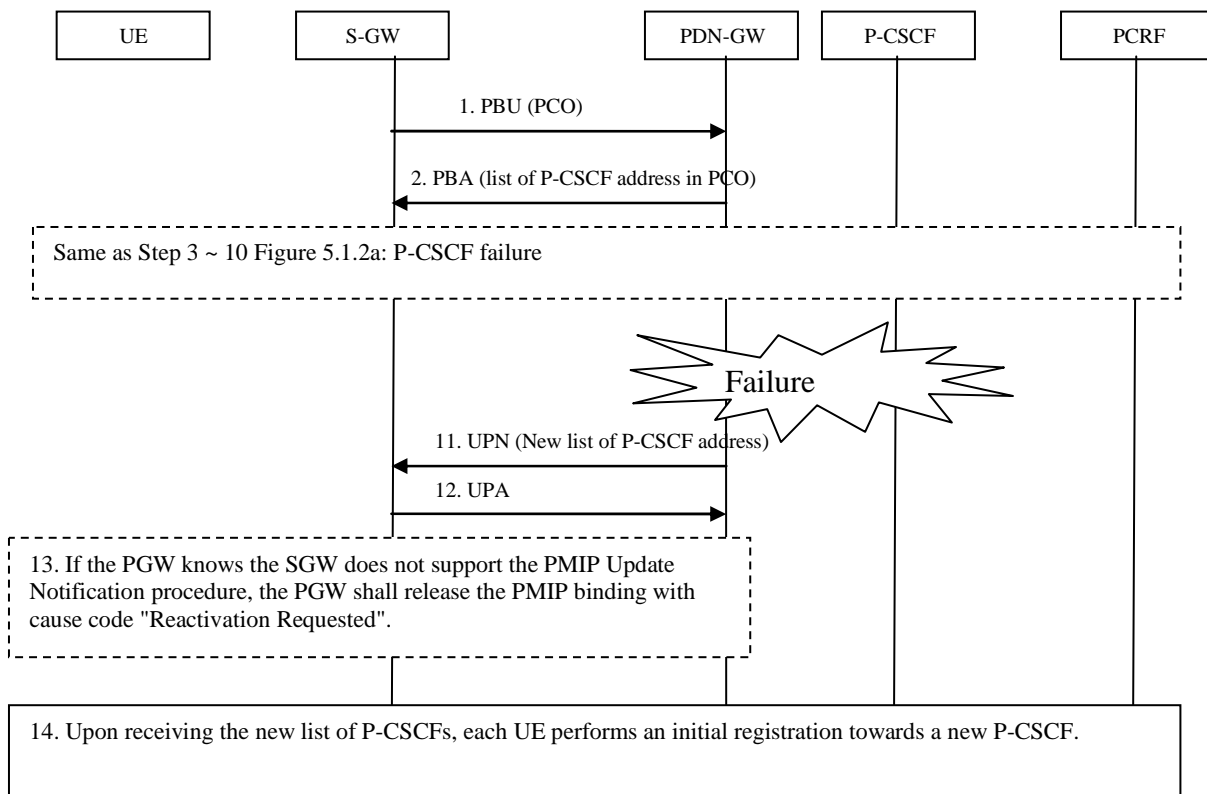 UE
S-GW
PDN-GW
P-CSCF
PCRF
1. PBU (PCO)
2. PBA (list of P-CSCF address in PCO)
Same as Step 3 ~ 10 Figure 5.1.2a: P-CSCF failure
Failure
11. UPN (New list of P-CSCF address)
12. UPA
13. If the PGW knows the SGW does not support the PMIP Update
Notification procedure, the PGW shall release the PMIP binding with
cause code "Reactivation Requested".
14. Upon receiving the new list of P-CSCFs, each UE performs an initial registration towards a new P-CSCF.